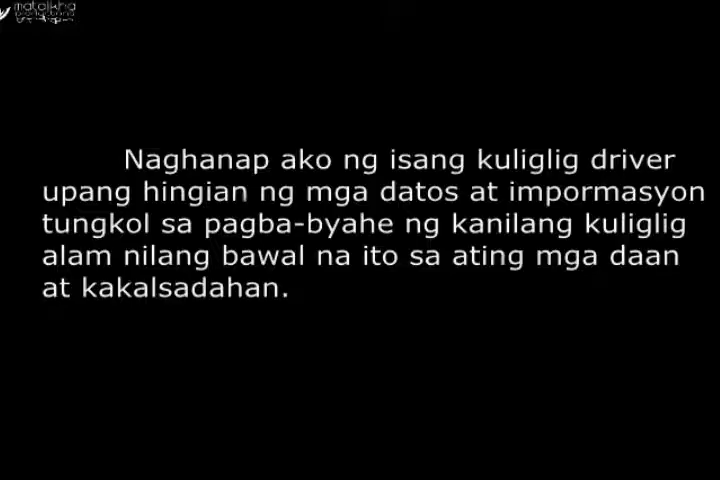 matalkha
Naghanap ako ng isang kuliglig driver
upang hingian ng mga datos at impormasyon
tungkol sa pagba-byahe ng kanilang kuliglig
alam nilang bawal na ito sa ating mga daan
at kakalsadahan.